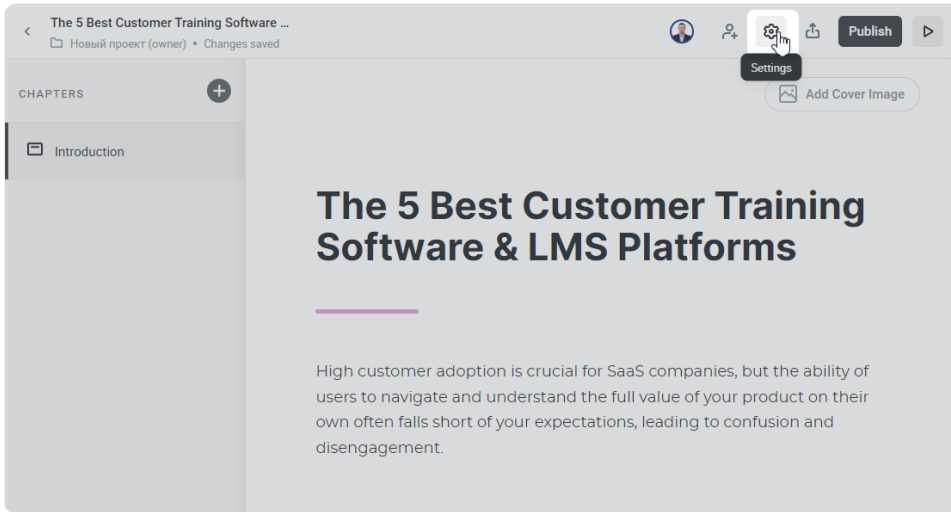 The 5 Best Customer Training Software ...
Новый проект (owner) • Changes saved
Publish
Settings
CHAPTERS
Add Cover Image
Introduction
The 5 Best Customer Training
Software & LMS Platforms
High customer adoption is crucial for SaaS companies, but the ability of
users to navigate and understand the full value of your product on their
own often falls short of your expectations, leading to confusion and
disengagement.